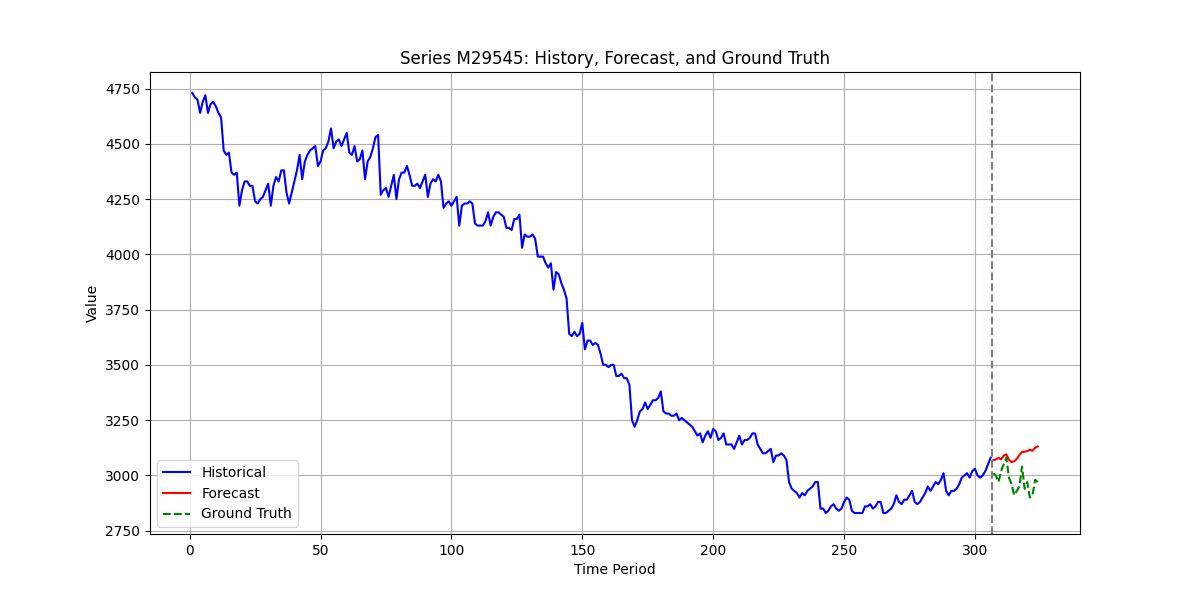 Series M29545: History, Forecast, and Ground Truth
Value
4750
4500
4250
4000
3750
3500
3250
3000
2750
Historical
Forecast
Ground Truth
0 50 100 150 200 250 300
Time Period